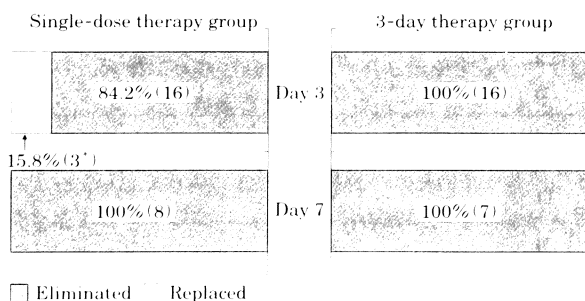 Single-dose therapy group 3-day therapy group
84.2%(16) Day 3 100%(16)
15.8%(3*)
100%(8) Day 7 100%(7)
Eliminated Replaced